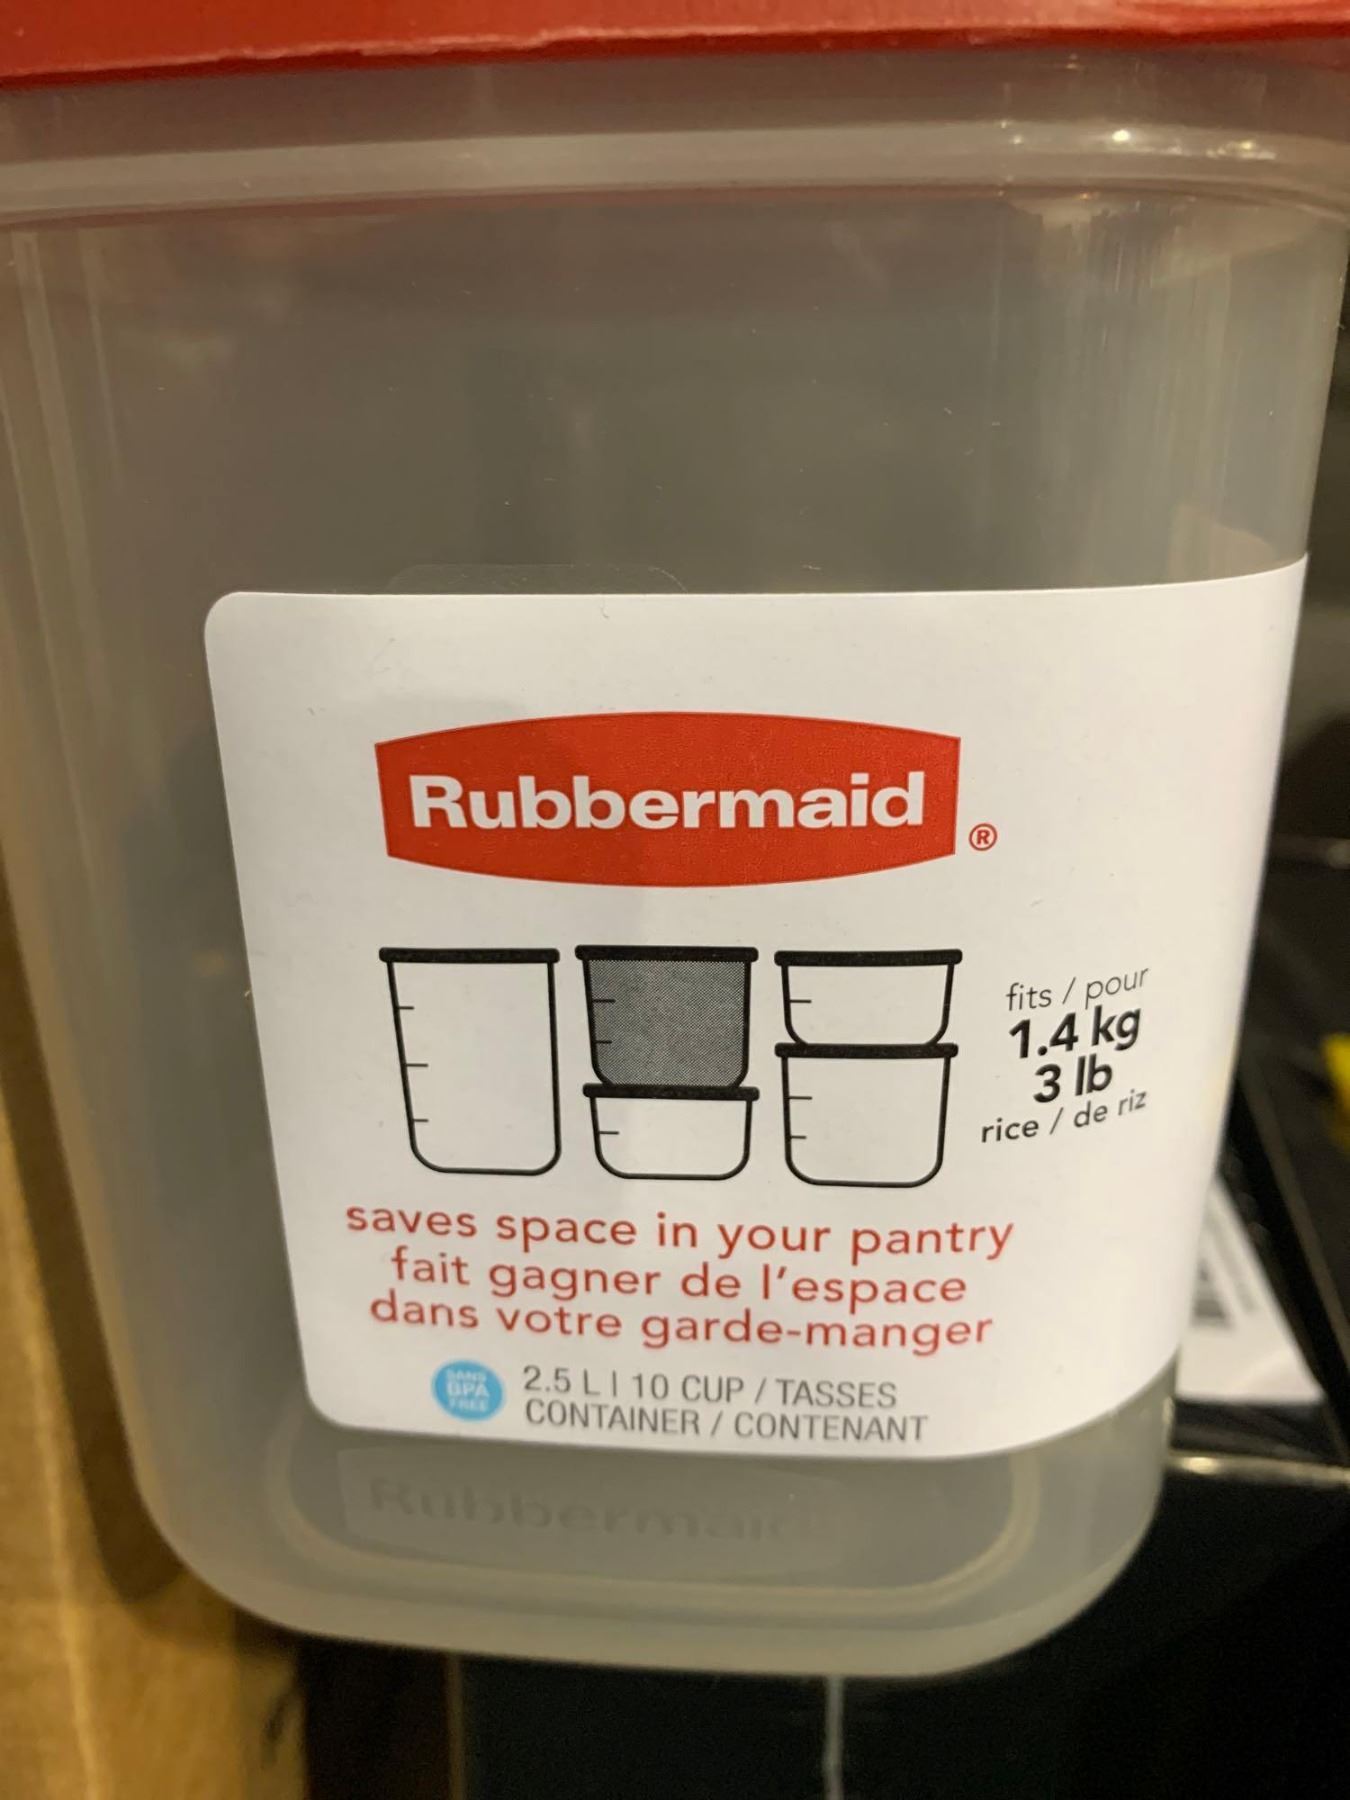 Rubbermaid ®
fits / pour
1.4 kg
3 lb
rice / de riz
saves space in your pantry
fait gagner de l'espace
dans votre garde-manger
SANS
BPA
FREE
2.5 L | 10 CUP / TASSES
CONTAINER / CONTENANT
Rubbermaid